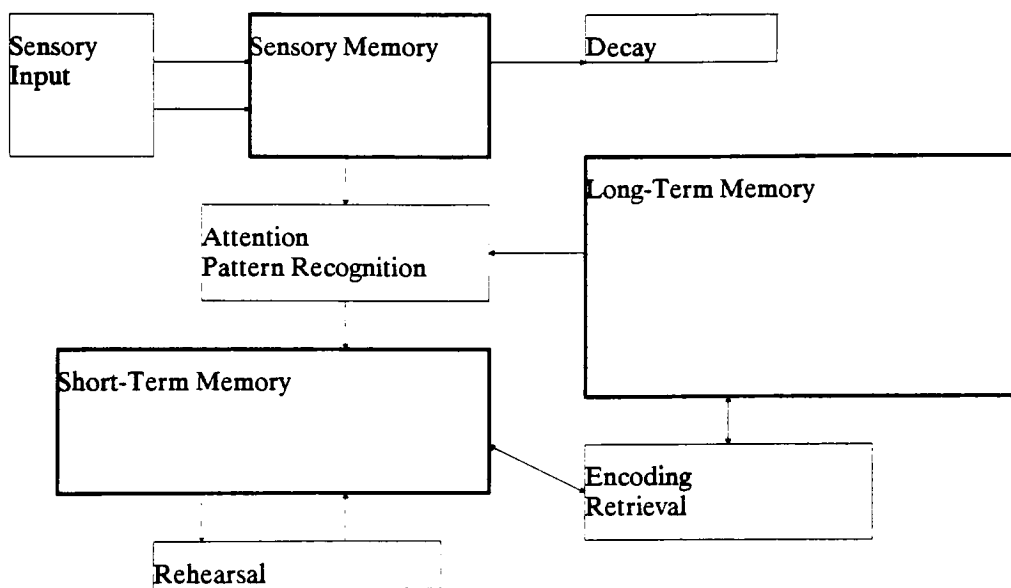 Sensory
Input
Sensory Memory
Decay
Long-Term Memory
Attention
Pattern Recognition
Short-Term Memory
Encoding
Retrieval
Rehearsal